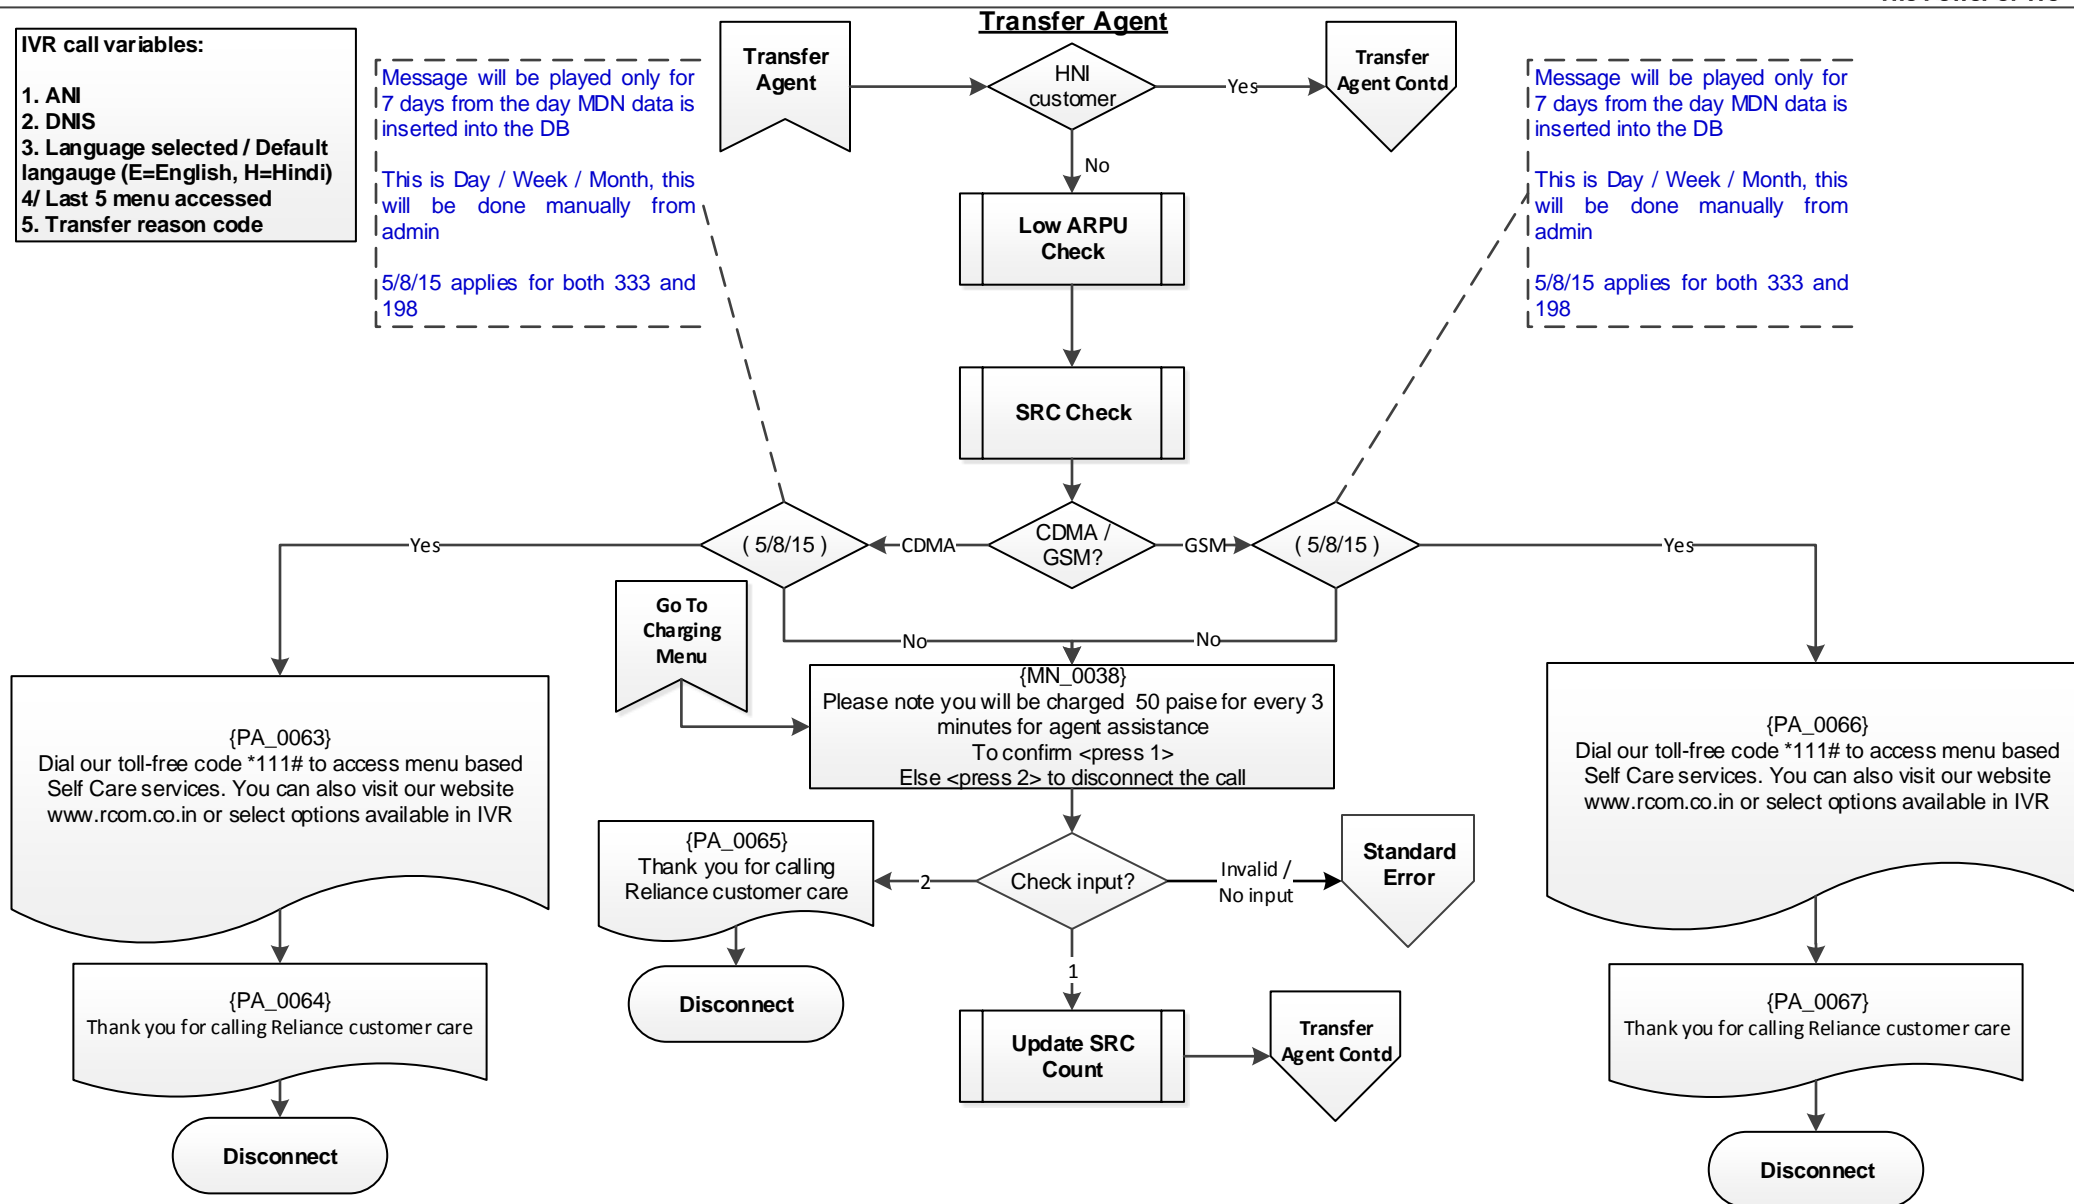 Transfer Agent
IVR call variables:
1. ANI
2. DNIS
3. Language selected / Default
langauge (E=English, H=Hindi)
4/ Last 5 menu accessed
5. Transfer reason code
Message will be played only for
7 days from the day MDN data is
inserted into the DB
This is Day / Week / Month, this
will be done manually from
admin
5/8/15 applies for both 333 and
198
Transfer
Agent
HNI
customer
Yes
Transfer
Agent Contd
Message will be played only for
7 days from the day MDN data is
inserted into the DB
This is Day / Week / Month, this
will be done manually from
admin
5/8/15 applies for both 333 and
198
No
Low ARPU
Check
SRC Check
Yes
( 5/8/15 )
CDMA
CDMA /
GSM?
GSM
( 5/8/15 )
Yes
Go To
Charging
Menu
No
No
{MN_0038}
Please note you will be charged 50 paise for every 3
minutes for agent assistance
To confirm <press 1>
Else <press 2> to disconnect the call
{PA_0063}
Dial our toll-free code *111# to access menu based
Self Care services. You can also visit our website
www.rcom.co.in or select options available in IVR
{PA_0066}
Dial our toll-free code *111# to access menu based
Self Care services. You can also visit our website
www.rcom.co.in or select options available in IVR
{PA_0065}
Thank you for calling
Reliance customer care
2
Check input?
Invalid /
No input
Standard
Error
Disconnect
1
{PA_0064}
Thank you for calling Reliance customer care
Update SRC
Count
Transfer
Agent Contd
{PA_0067}
Thank you for calling Reliance customer care
Disconnect
Disconnect